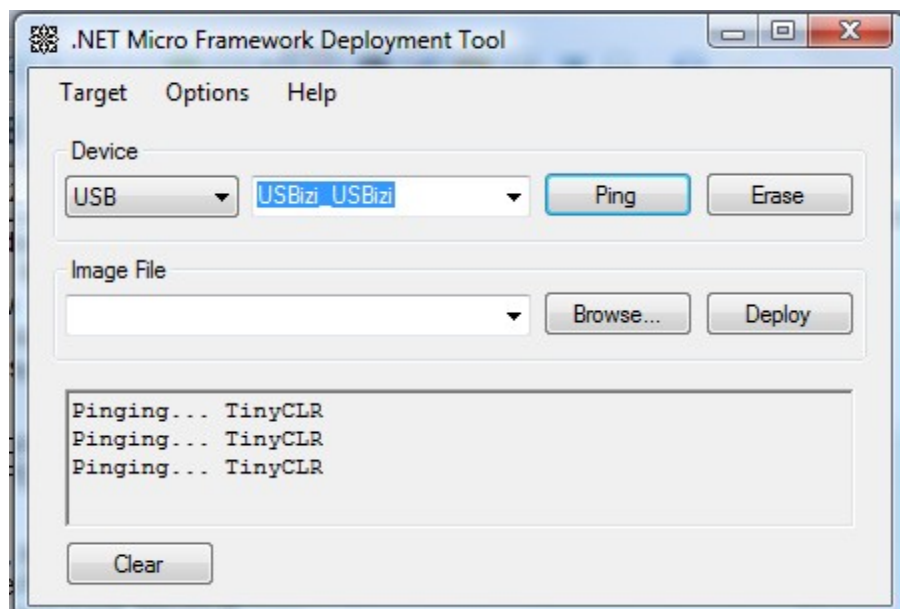 .NET Micro Framework Deployment Tool
Target Options Help
Device
USB USBizi_USBizi Ping Erase
Image File
Browse... Deploy
Pinging... TinyCLR
Pinging... TinyCLR
Pinging... TinyCLR
Clear